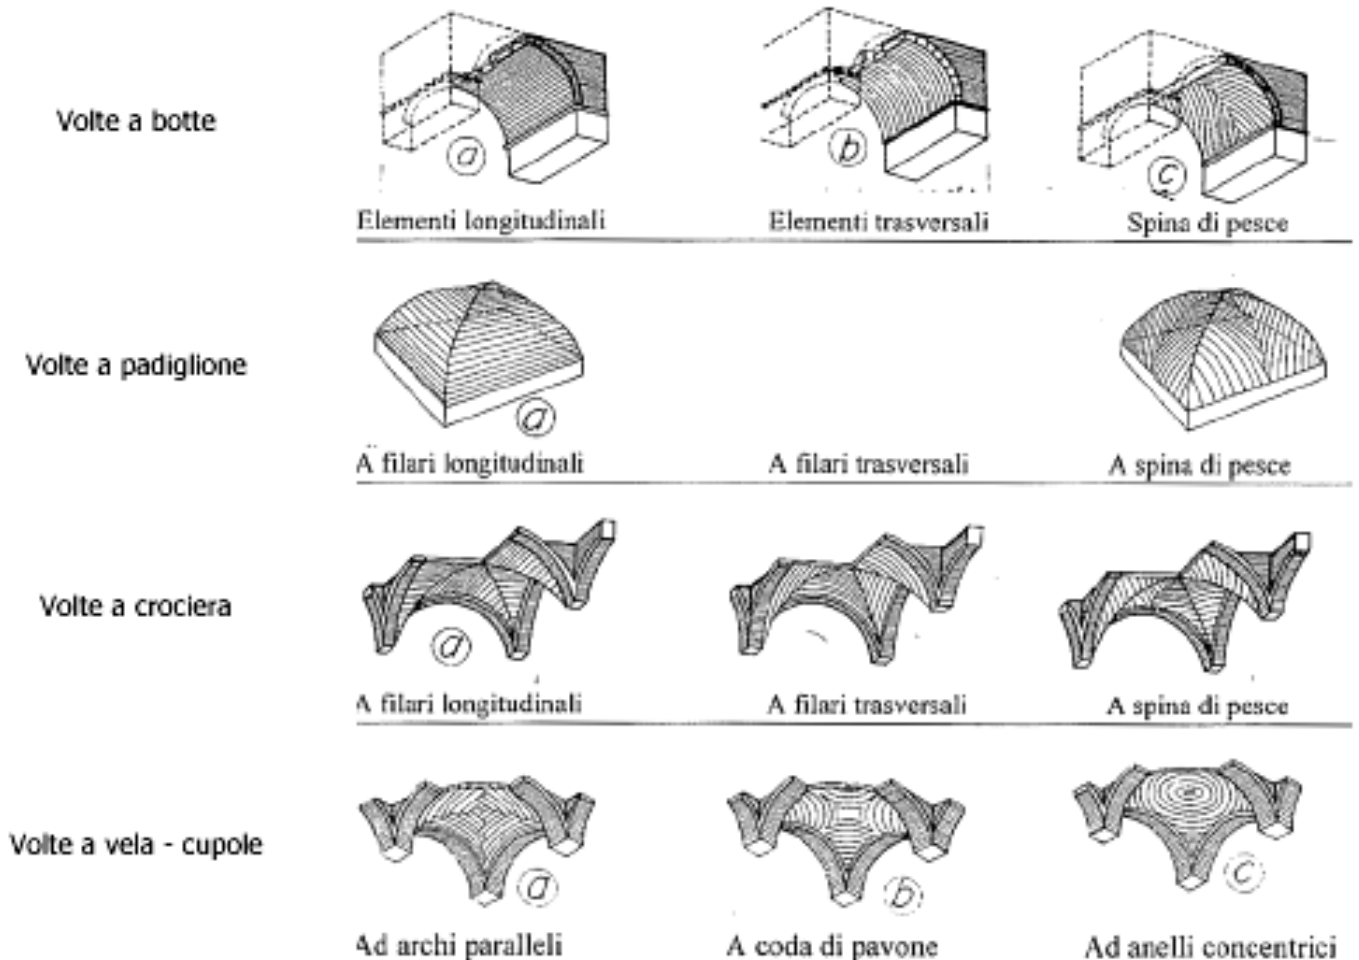 Volte a botte
a
b
c
Elementi longitudinali
Elementi trasversali
Spina di pesce
Volte a padiglione
a
A filari longitudinali
A filari trasversali
A spina di pesce
Volte a crociera
a
A filari longitudinali
A filari trasversali
A spina di pesce
Volte a vela - cupole
a
b
c
Ad archi paralleli
A coda di pavone
Ad anelli concentrici